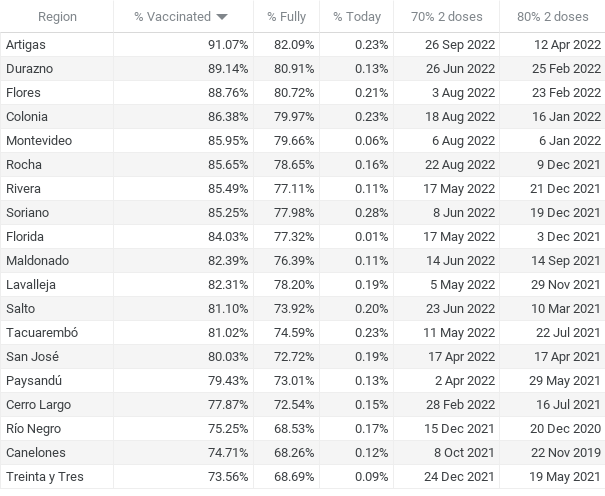 Region % Vaccinated % Fully % Today 70% 2 doses 80% 2 doses
Artigas 91.07% 82.09% 0.23% 26 Sep 2022 12 Apr 2022
Durazno 89.14% 80.91% 0.13% 26 Jun 2022 25 Feb 2022
Flores 88.76% 80.72% 0.21% 3 Aug 2022 23 Feb 2022
Colonia 86.38% 79.97% 0.23% 18 Aug 2022 16 Jan 2022
Montevideo 85.95% 79.66% 0.06% 6 Aug 2022 6 Jan 2022
Rocha 85.65% 78.65% 0.16% 22 Aug 2022 9 Dec 2021
Rivera 85.49% 77.11% 0.11% 17 May 2022 21 Dec 2021
Soriano 85.25% 77.98% 0.28% 8 Jun 2022 19 Dec 2021
Florida 84.03% 77.32% 0.01% 17 May 2022 3 Dec 2021
Maldonado 82.39% 76.39% 0.11% 14 Jun 2022 14 Sep 2021
Lavalleja 82.31% 78.20% 0.19% 5 May 2022 29 Nov 2021
Salto 81.10% 73.92% 0.20% 23 Jun 2022 10 Mar 2021
Tacuarembó 81.02% 74.59% 0.23% 11 May 2022 22 Jul 2021
San José 80.03% 72.72% 0.19% 17 Apr 2022 17 Apr 2021
Paysandú 79.43% 73.01% 0.13% 2 Apr 2022 29 May 2021
Cerro Largo 77.87% 72.54% 0.15% 28 Feb 2022 16 Jul 2021
Río Negro 75.25% 68.53% 0.17% 15 Dec 2021 20 Dec 2020
Canelones 74.71% 68.26% 0.12% 8 Oct 2021 22 Nov 2019
Treinta y Tres 73.56% 68.69% 0.09% 24 Dec 2021 19 May 2021